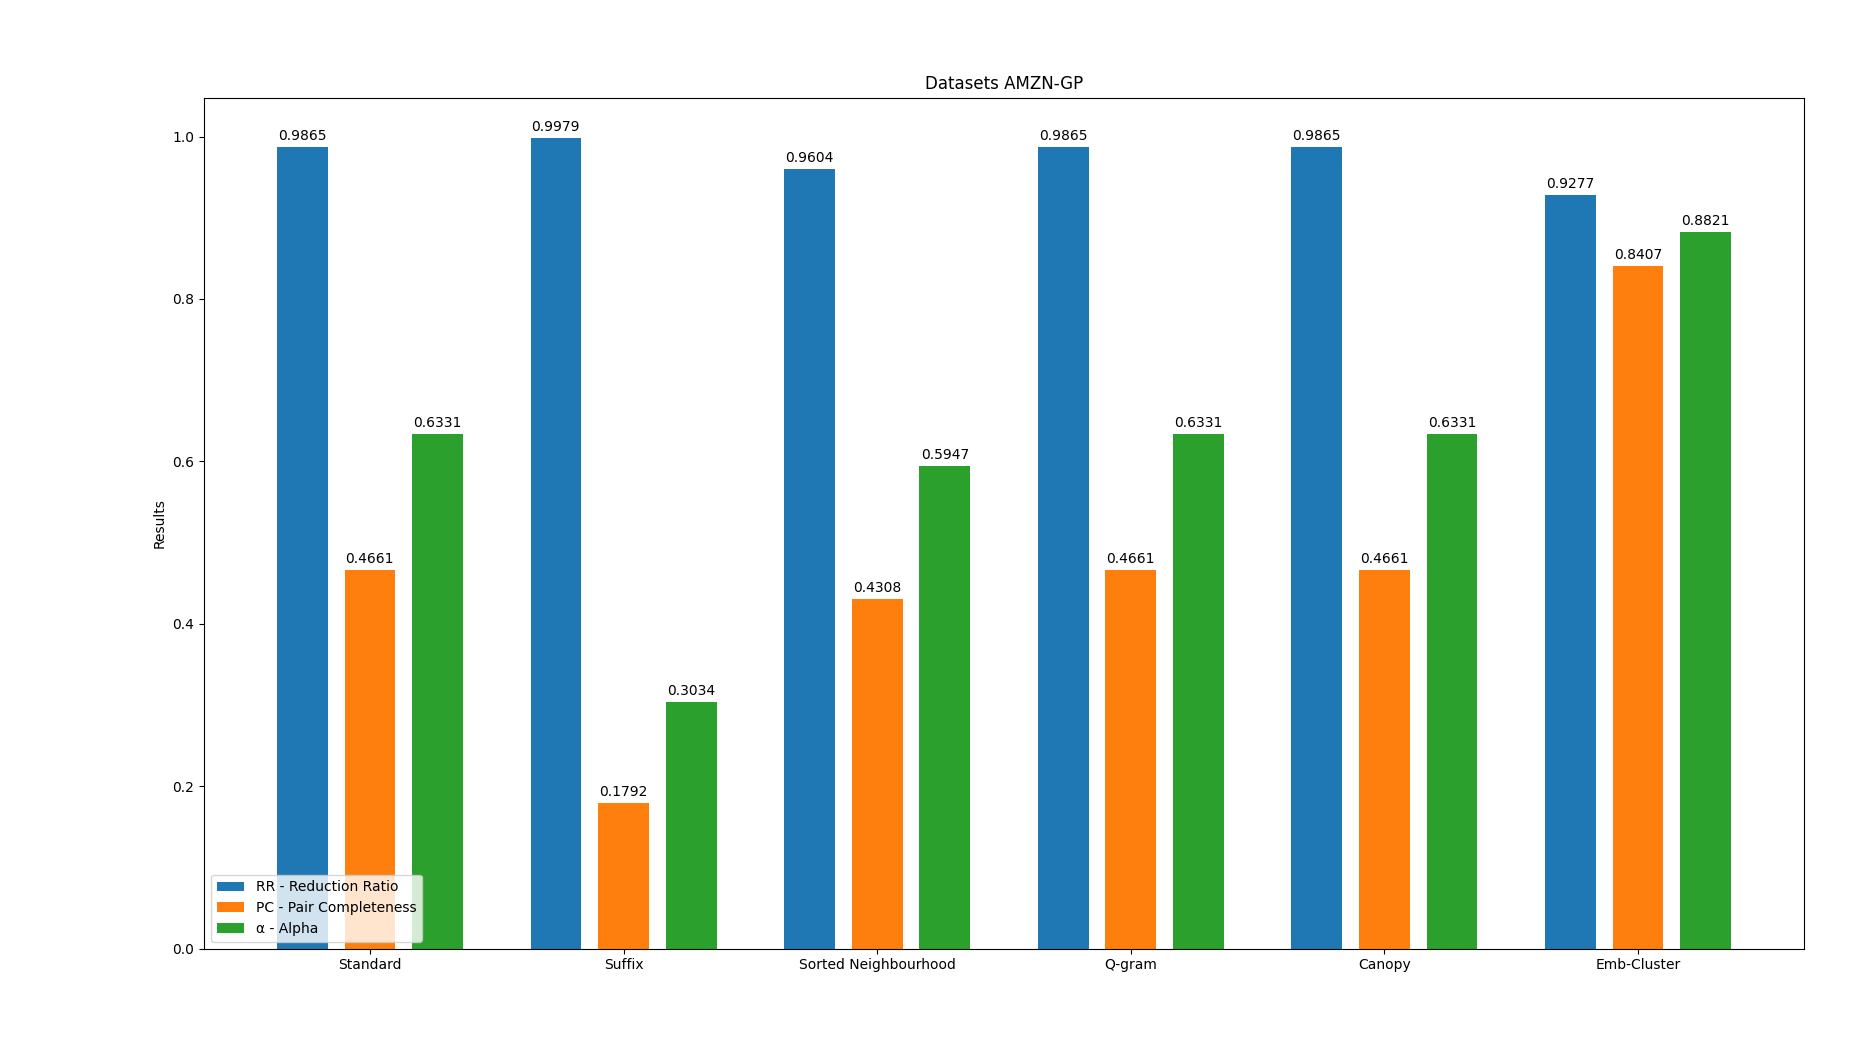 Datasets AMZN-GP
Results
1.0
0.8
0.6
0.4
0.2
0.0
0.9865
0.4661
0.6331
0.9979
0.1792
0.3034
0.9604
0.4308
0.5947
0.9865
0.4661
0.6331
0.9865
0.4661
0.6331
0.9277
0.8407
0.8821
RR - Reduction Ratio
PC - Pair Completeness
α - Alpha
Standard
Suffix
Sorted Neighbourhood
Q-gram
Canopy
Emb-Cluster